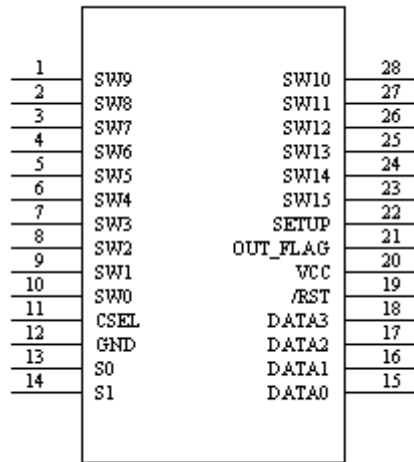 1 SW9 SW10 28
2 SW8 SW11 27
3 SW7 SW12 26
4 SW6 SW13 25
5 SW5 SW14 24
6 SW4 SW15 23
7 SW3 SETUP 22
8 SW2 OUT_FLAG 21
9 SW1 VCC 20
10 SW0 /RST 19
11 CSEL DATA3 18
12 GND DATA2 17
13 S0 DATA1 16
14 S1 DATA0 15